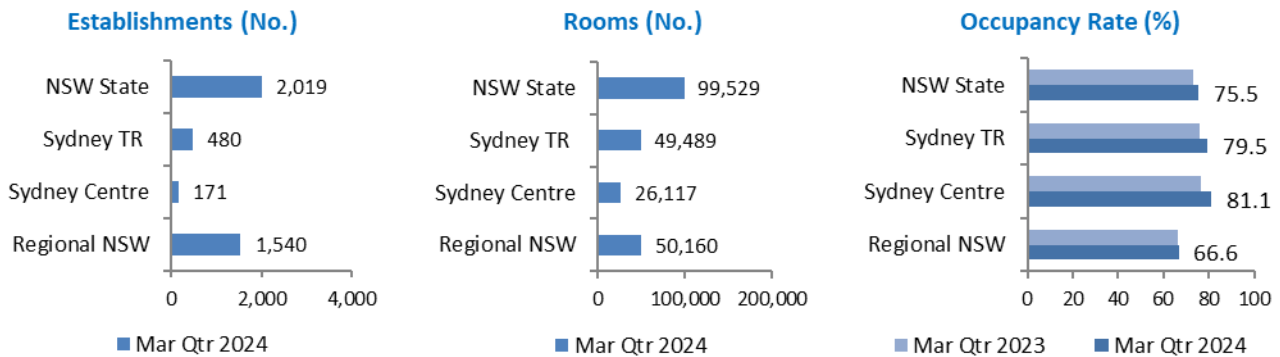 Establishments (No.)
NSW State
2,019
Sydney TR
480
Sydney Centre
171
Regional NSW
1,540
0 2,000 4,000
Mar Qtr 2024
Rooms (No.)
NSW State
99,529
Sydney TR
49,489
Sydney Centre
26,117
Regional NSW
50,160
0 100,000 200,000
Mar Qtr 2024
Occupancy Rate (%)
NSW State
75.5
Sydney TR
79.5
Sydney Centre
81.1
Regional NSW
66.6
0 20 40 60 80 100
Mar Qtr 2023 Mar Qtr 2024